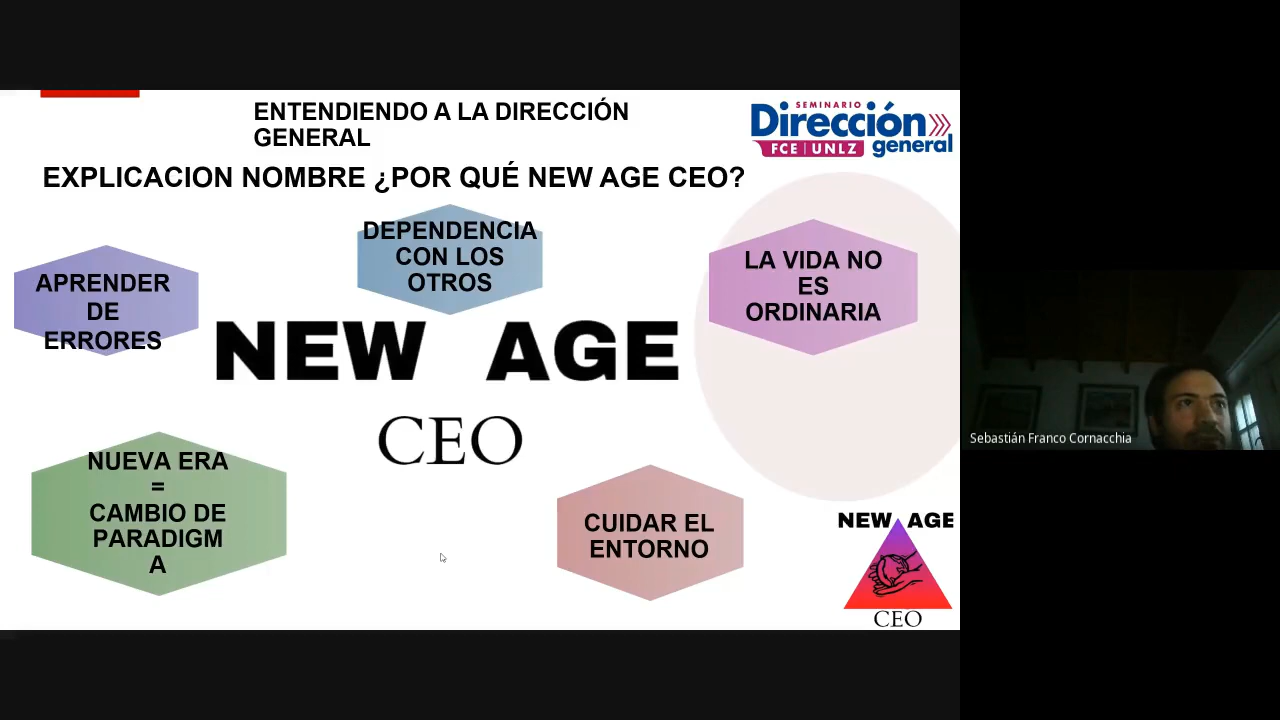 ENTENDIENDO A LA DIRECCIÓN
GENERAL
SEMINARIO
Dirección
FCE | UNLZ general
EXPLICACION NOMBRE ¿POR QUÉ NEW AGE CEO?
APRENDER
DE
ERRORES
DEPENDENCIA
CON LOS
OTROS
LA VIDA NO
ES
ORDINARIA
NEW AGE
CEO
NUEVA ERA
=
CAMBIO DE
PARADIGM
A
CUIDAR EL
ENTORNO
NEW AGE
CEO
Sebastián Franco Cornacchia